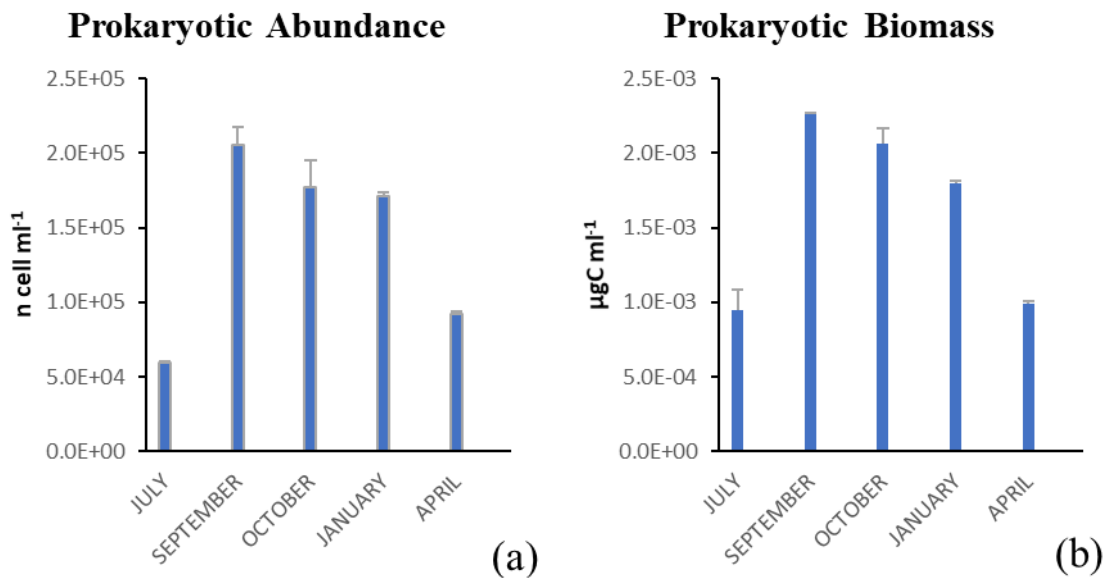 Prokaryotic Abundance
2.5E+05
2.0E+05
1.5E+05
1.0E+05
5.0E+04
0.0E+00
n cell ml⁻¹
JULY
SEPTEMBER
OCTOBER
JANUARY
APRIL
(a)
Prokaryotic Biomass
2.5E-03
2.0E-03
1.5E-03
1.0E-03
5.0E-04
0.0E+00
µgC ml⁻¹
JULY
SEPTEMBER
OCTOBER
JANUARY
APRIL
(b)